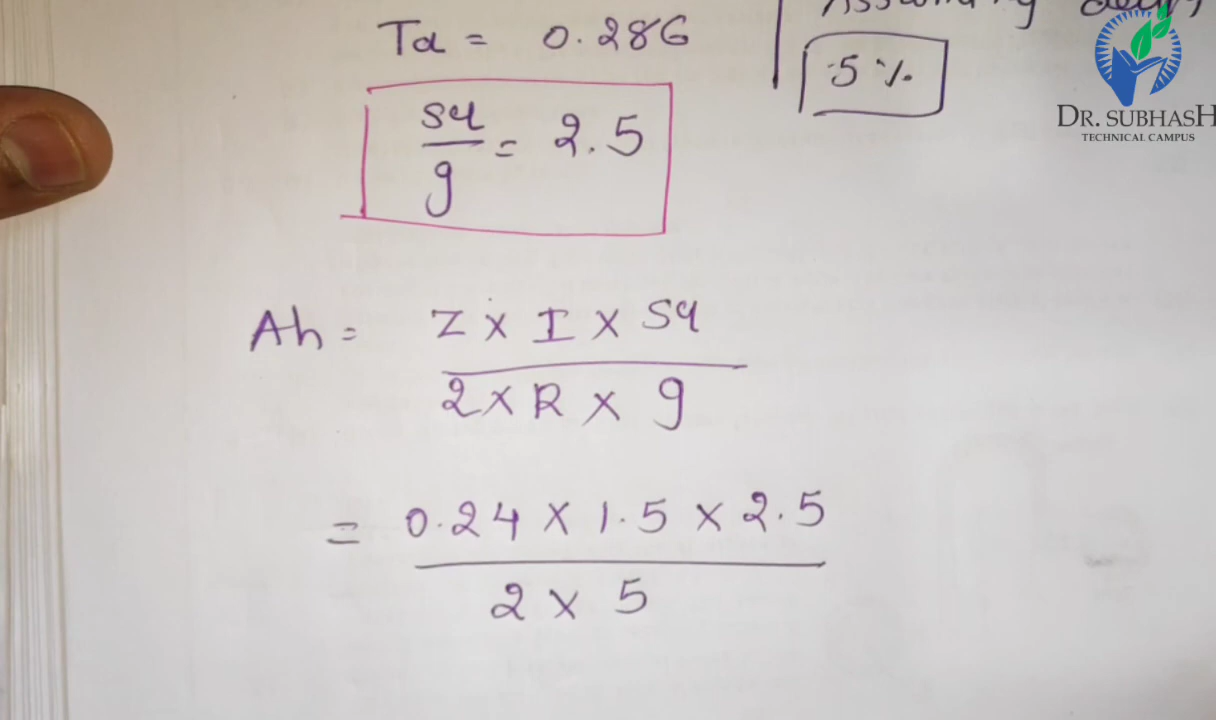 Ta = 0.286
5 %
DR. SUBHASH
TECHNICAL CAMPUS
Sa/g = 2.5
Ah = Z × I × Sa
2 × R × g
= 0.24 × 1.5 × 2.5
2 × 5